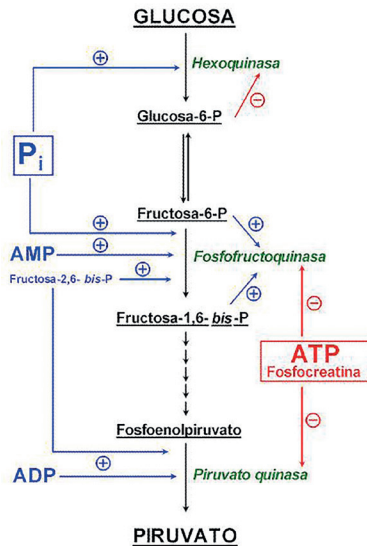 GLUCOSA
+
Hexoquinasa
−
Glucosa-6-P
Pi
Fructosa-6-P
+
+
AMP
+
Fosfofructoquinasa
Fructosa-2,6- bis-P
+
+
−
Fructosa-1,6- bis-P
ATP
Fosfocreatina
−
Fosfoenolpiruvato
+
ADP
Piruvato quinasa
PIRUVATO